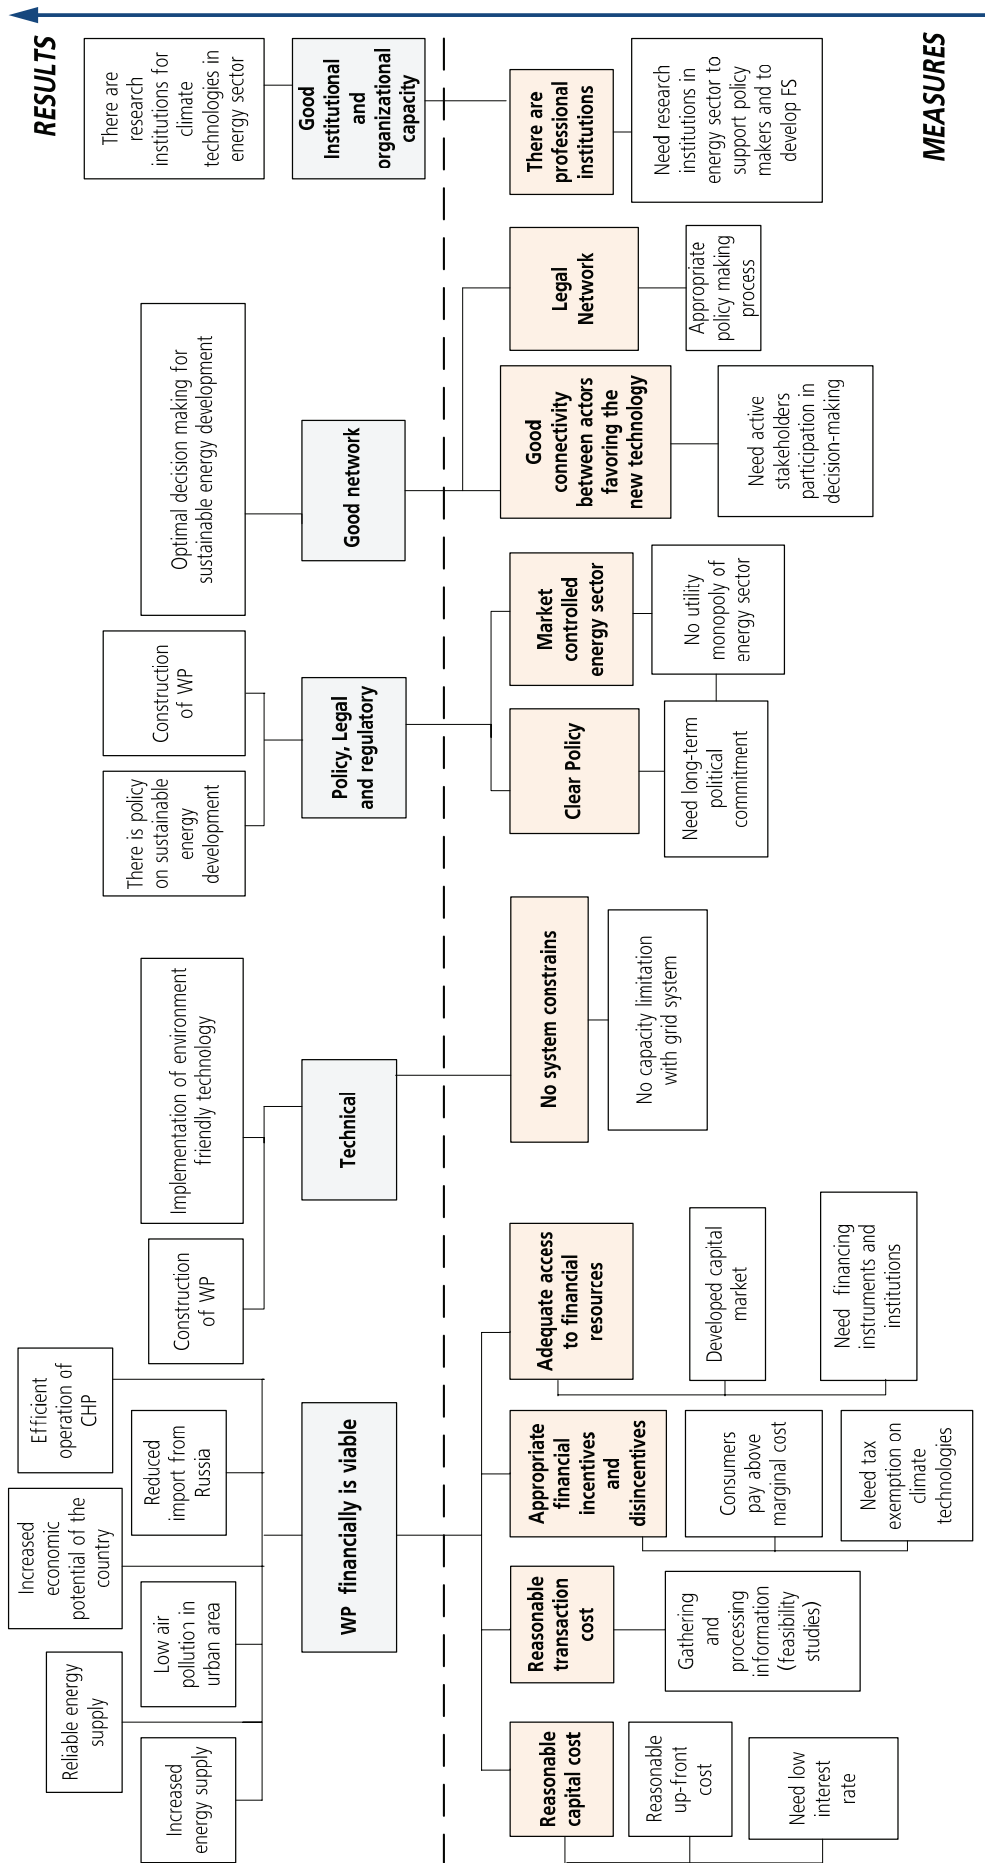 RESULTS
Increased
energy supply
Reliable energy
supply
Low air
pollution in
urban area
Increased
economic
potential of the
country
Reduced
import from
Russia
Efficient
operation of
CHP
Construction
of WP
Implementation of environment
friendly technology
There is policy
on sustainable
energy
development
Construction
of WP
Optimal decision making for
sustainable energy development
There are
research
institutions for
climate
technologies in
energy sector
WP financially is viable
Technical
Policy, Legal
and regulatory
Good network
Good
Institutional
and
organizational
capacity
Reasonable
capital cost
Reasonable
up-front
cost
Need low
interest
rate
Reasonable
transaction
cost
Gathering
and
processing
information
(feasibility
studies)
Appropriate
financial
incentives
and
disincentives
Consumers
pay above
marginal cost
Need tax
exemption on
climate
technologies
Adequate access
to financial
resources
Developed capital
market
Need financing
instruments and
institutions
No system constrains
No capacity limitation
with grid system
Clear Policy
Need long-term
political
commitment
Market
controlled
energy sector
No utility
monopoly of
energy sector
Good
connectivity
between actors
favoring the
new technology
Need active
stakeholders
participation in
decision-making
Legal
Network
Appropriate
policy making
process
There are
professional
institutions
Need research
institutions in
energy sector to
support policy
makers and to
develop FS
MEASURES